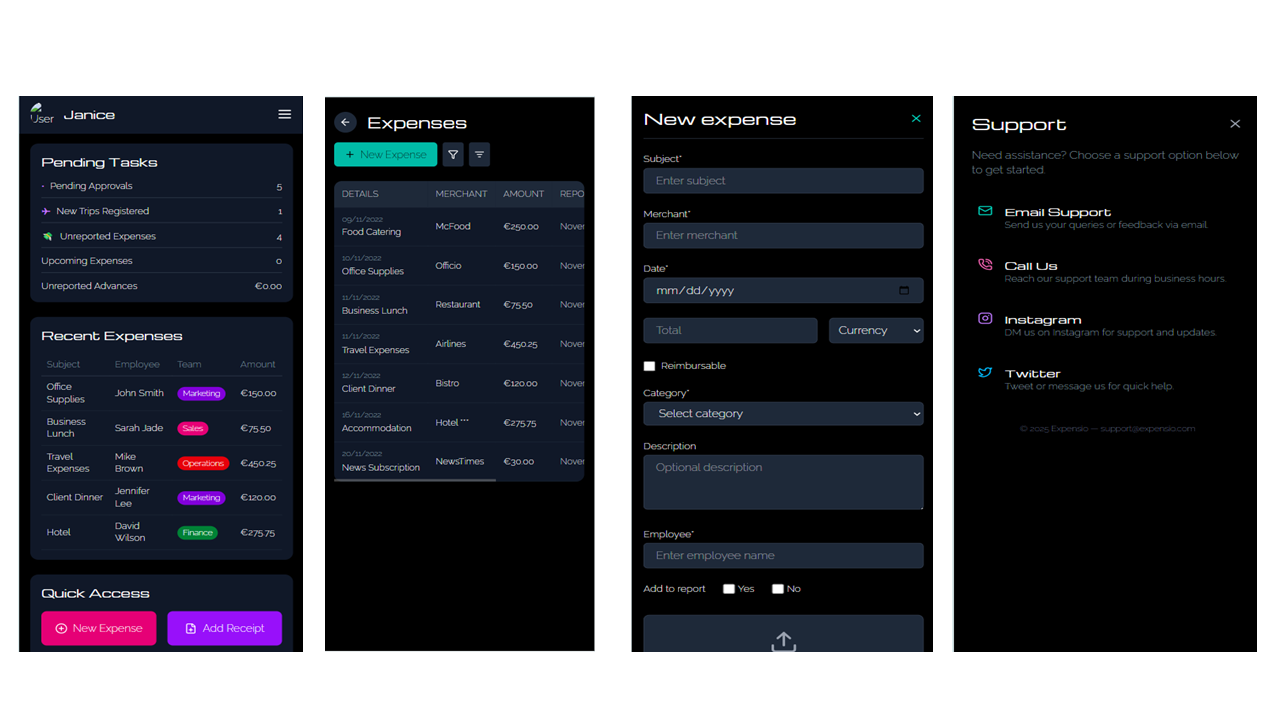 User Janice
Pending Tasks
Pending Approvals 5
New Trips Registered 1
Unreported Expenses 4
Upcoming Expenses 0
Unreported Advances €0.00
Recent Expenses
Subject Employee Team Amount
Office Supplies John Smith Marketing €150.00
Business Lunch Sarah Jade Sales €75.50
Travel Expenses Mike Brown Operations €450.25
Client Dinner Jennifer Lee Marketing €120.00
Hotel David Wilson Finance €275.75
Quick Access
New Expense Add Receipt
Expenses
+ New Expense
DETAILS MERCHANT AMOUNT REPO
09/11/2022
Food Catering McFood €250.00 Nover
10/11/2022
Office Supplies Officio €150.00 Nover
11/11/2022
Business Lunch Restaurant €75.50 Nover
11/11/2022
Travel Expenses Airlines €450.25 Nover
12/11/2022
Client Dinner Bistro €120.00 Nover
16/11/2022
Accommodation Hotel *** €275.75 Nover
20/11/2022
News Subscription NewsTimes €30.00 Nover
New expense
Subject*
Enter subject
Merchant*
Enter merchant
Date*
mm/dd/yyyy
Total Currency
Reimbursable
Category*
Select category
Description
Optional description
Employee*
Enter employee name
Add to report Yes No
Support
Need assistance? Choose a support option below
to get started.
Email Support
Send us your queries or feedback via email.
Call Us
Reach our support team during business hours.
Instagram
DM us on Instagram for support and updates.
Twitter
Tweet or message us for quick help.
© 2025 Expensio — support@expensio.com